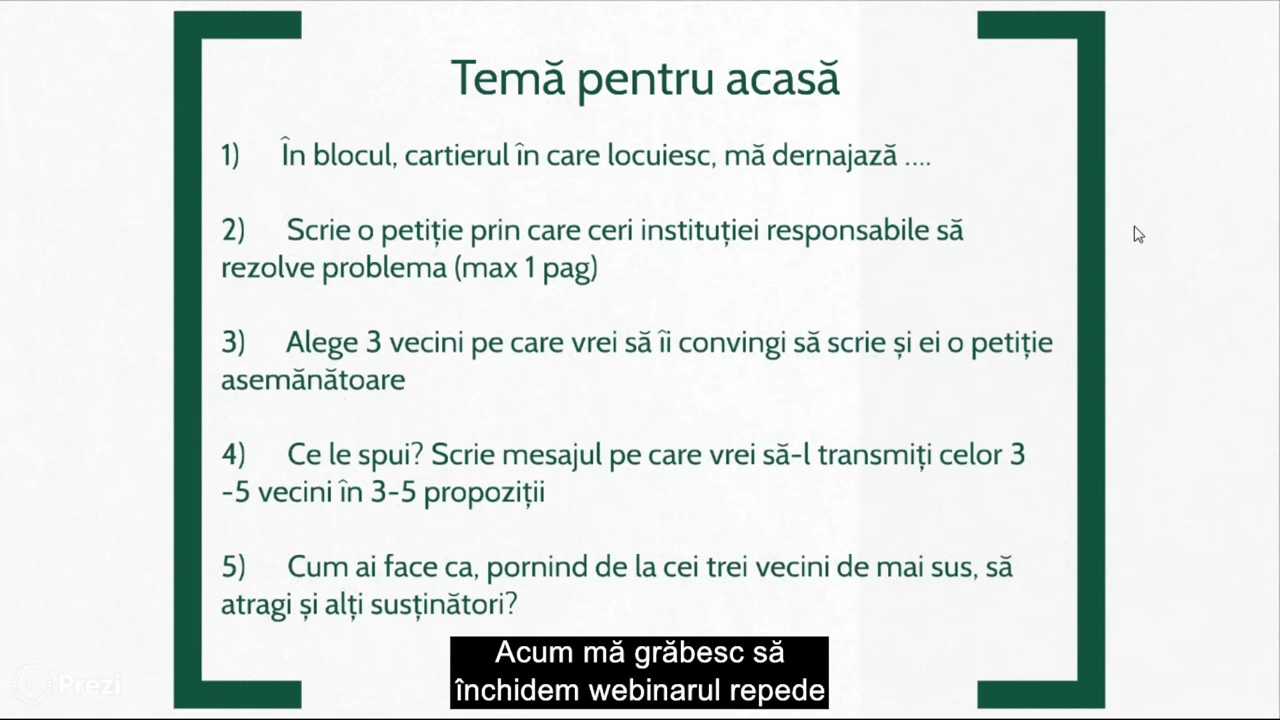 Temă pentru acasă
1) În blocul, cartierul în care locuiesc, mă dernajază ....
2) Scrie o petiție prin care ceri instituției responsabile să
rezolve problema (max 1 pag)
3) Alege 3 vecini pe care vrei să îi convingi să scrie și ei o petiție
asemănătoare
4) Ce le spui? Scrie mesajul pe care vrei să-l transmiți celor 3
-5 vecini în 3-5 propoziții
5) Cum ai face ca, pornind de la cei trei vecini de mai sus, să
atragi și alți susținători?
Acum mă grăbesc să
închidem webinarul repede
Prezi